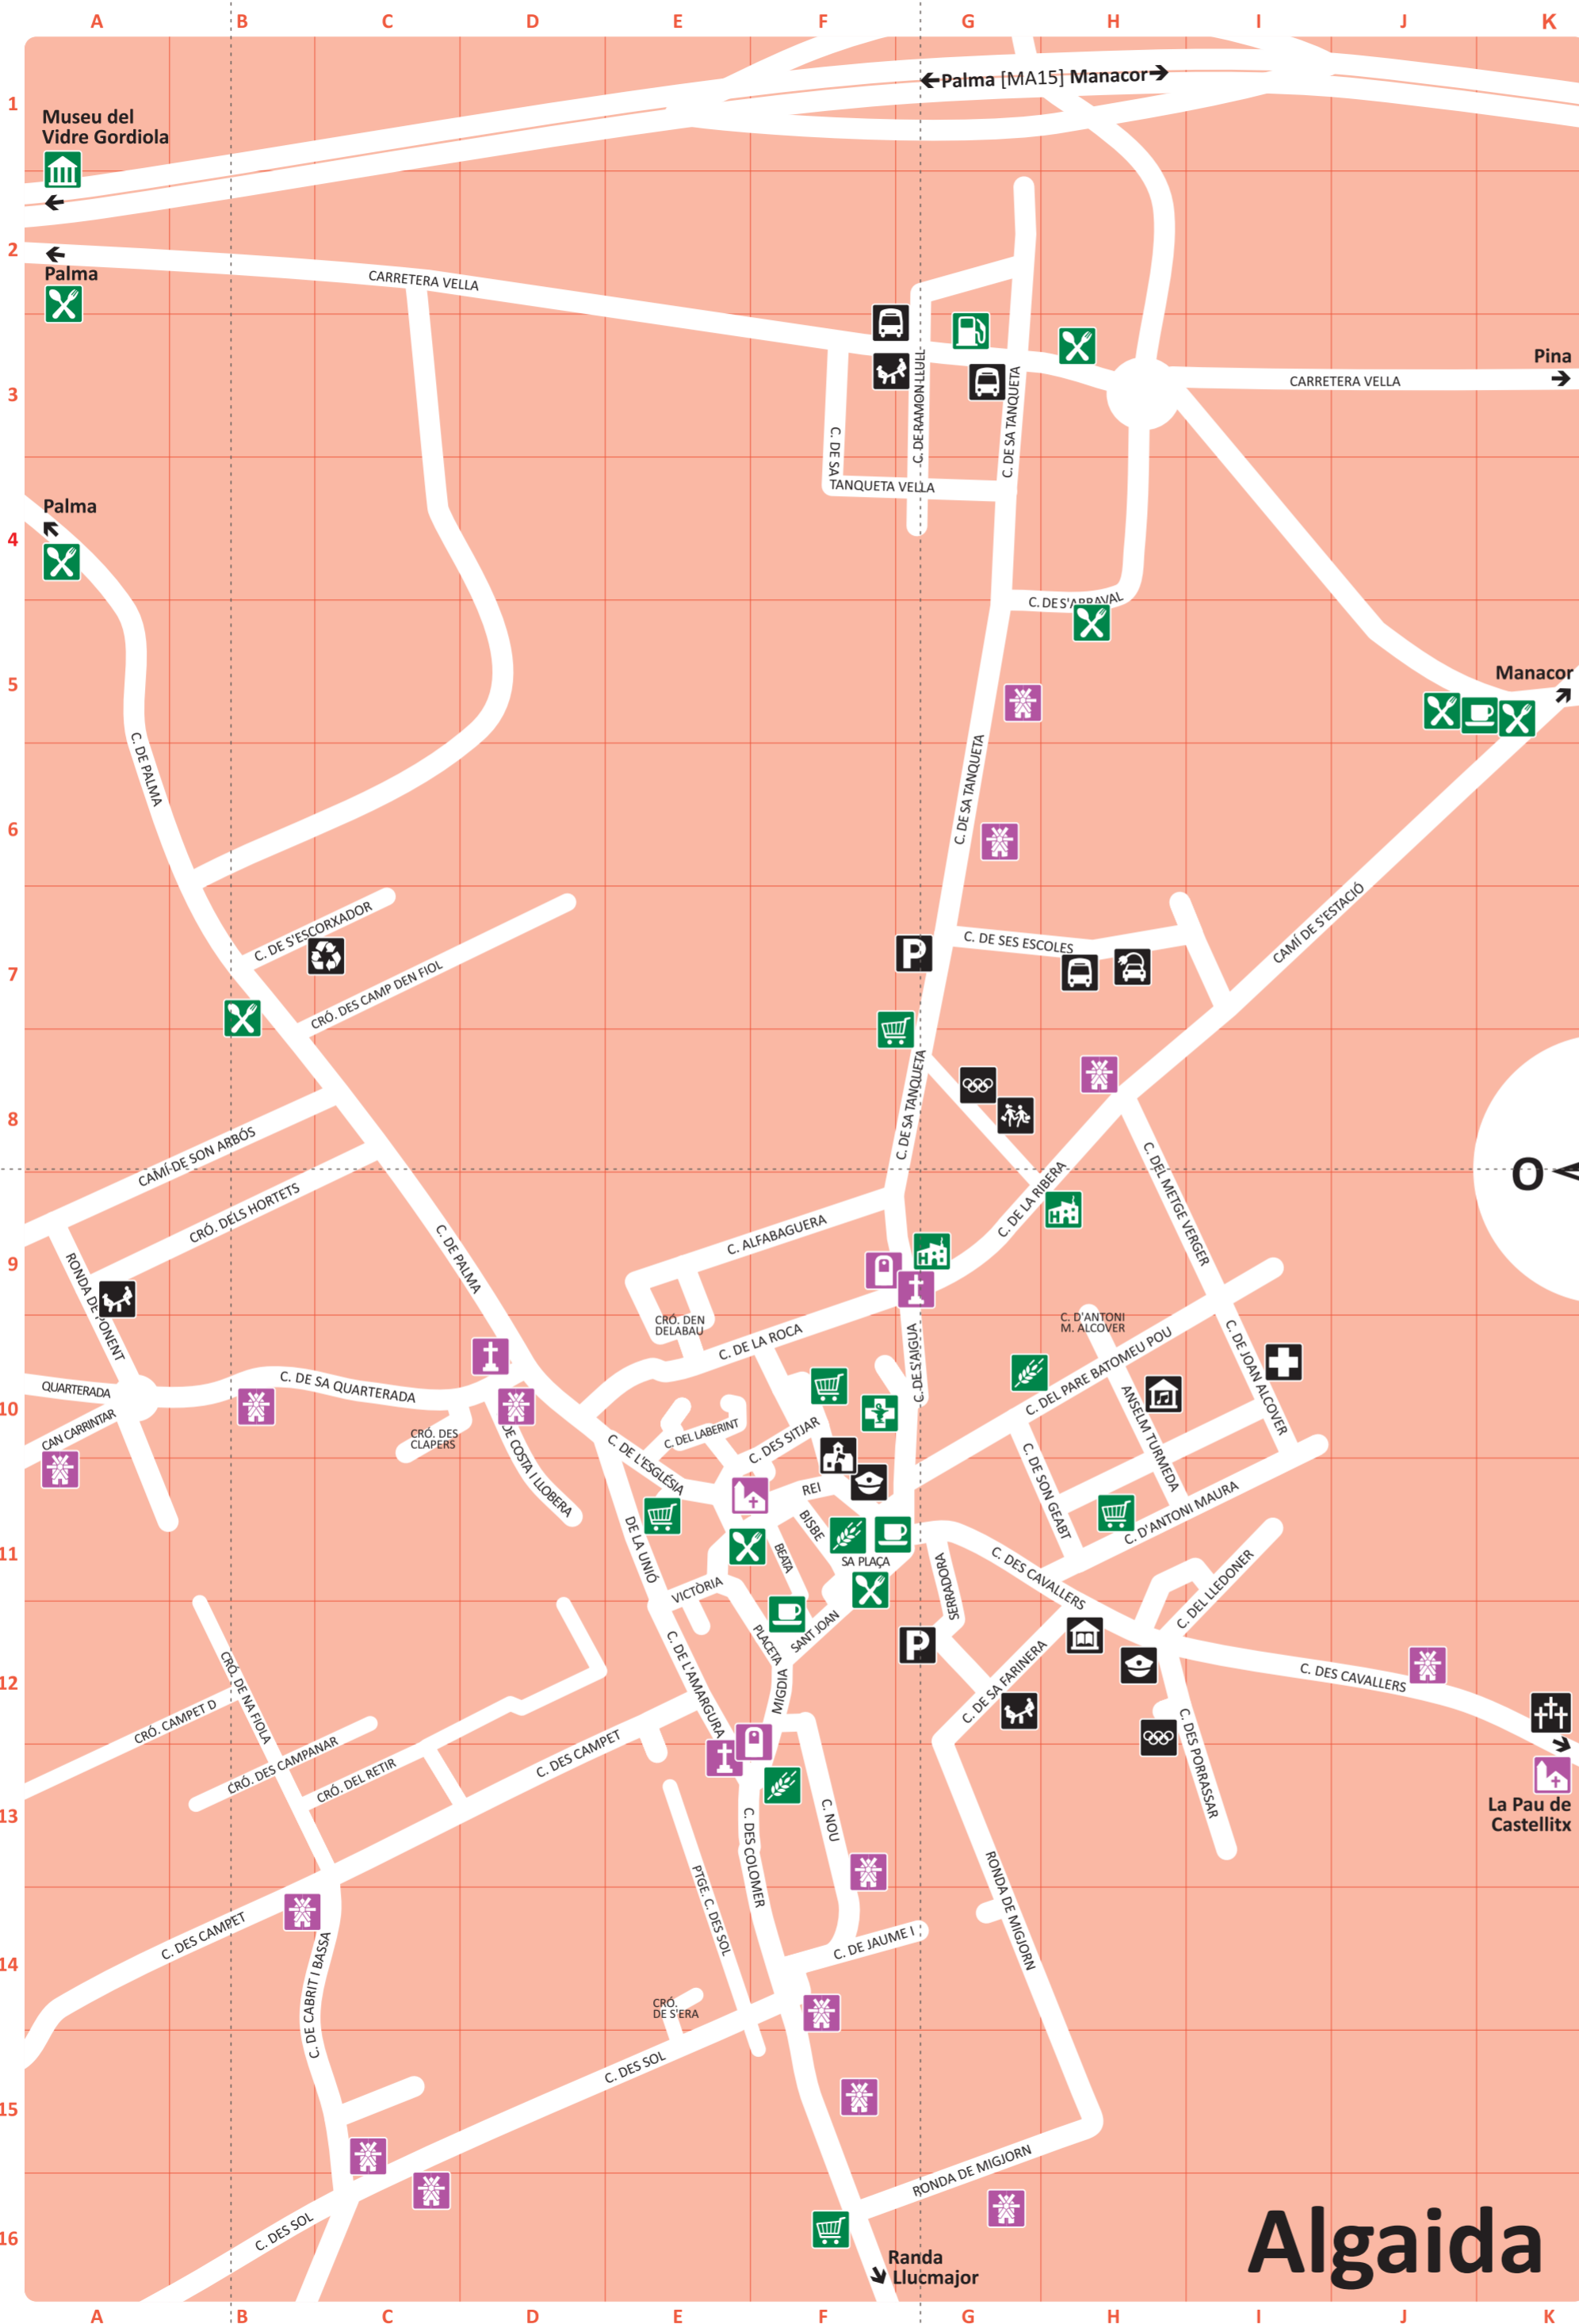 A B C D E F G H I J K
1
2
3
4
5
6
7
8
9
10
11
12
13
14
15
16
← Palma [MA15] Manacor →
Museu del
Vidre Gordiola
Palma
CARRETERA VELLA
Pina
CARRETERA VELLA
C. DE RAMON LLULL
C. DE SA TANQUETA
C. DE SA
TANQUETA VELLA
Palma
C. DE S'ARRAVAL
Manacor
C. DE PALMA
C. DE SA TANQUETA
C. DE S'ESCORXADOR
CRÓ. DES CAMP DEN FIOL
P
C. DE SES ESCOLES
CAMÍ DE S'ESTACIÓ
C. DE SA TANQUETA
CAMÍ DE SON ARBÓS
CRÓ. DELS HORTETS
C. DE LA RIBERA
C. DEL METGE VERGER
O
H
H
C. ALFABAGUERA
C. DE PALMA
RONDA DE PONENT
CRÓ. DEN
DELABAU
C. DE LA ROCA
C. DE S'AIGUA
C. D'ANTONI
M. ALCOVER
C. DEL PARE BATOMEU POU
C. DE JOAN ALCOVER
QUARTERADA
C. DE SA QUARTERADA
CAN CARRINTAR
CRÓ. DES
CLAPERS
DE COSTA I LLOBERA
C. DE L'ESGLÉSIA
C. DEL LABERINT
C. DES SITJAR
ANSELM TURMEDA
C. DE SON GEABT
REI
BISBE
BEATA
DE LA UNIÓ
SA PLAÇA
C. D'ANTONI MAURA
C. DES CAVALLERS
SERRADORA
C. DEL LLEDONER
VICTÒRIA
PLACETA
SANT JOAN
P
MIGDIA
C. DE L'AMARGURA
C. DE SA FARINERA
C. DES CAVALLERS
CRÓ. DE NA FIOLA
CRÓ. CAMPET D
CRÓ. DES CAMPANAR
CRÓ. DEL RETIR
C. DES CAMPET
C. DES PORRASSAR
La Pau de
Castellitx
C. NOU
C. DES COLOMER
PTGE. C. DES SOL
RONDA DE MIGJORN
C. DES CAMPET
C. DE CABRIT I BASSA
C. DE JAUME I
CRÓ.
DE S'ERA
C. DES SOL
RONDA DE MIGJORN
C. DES SOL
Randa
Llucmajor
Algaida
A B C D E F G H I J K